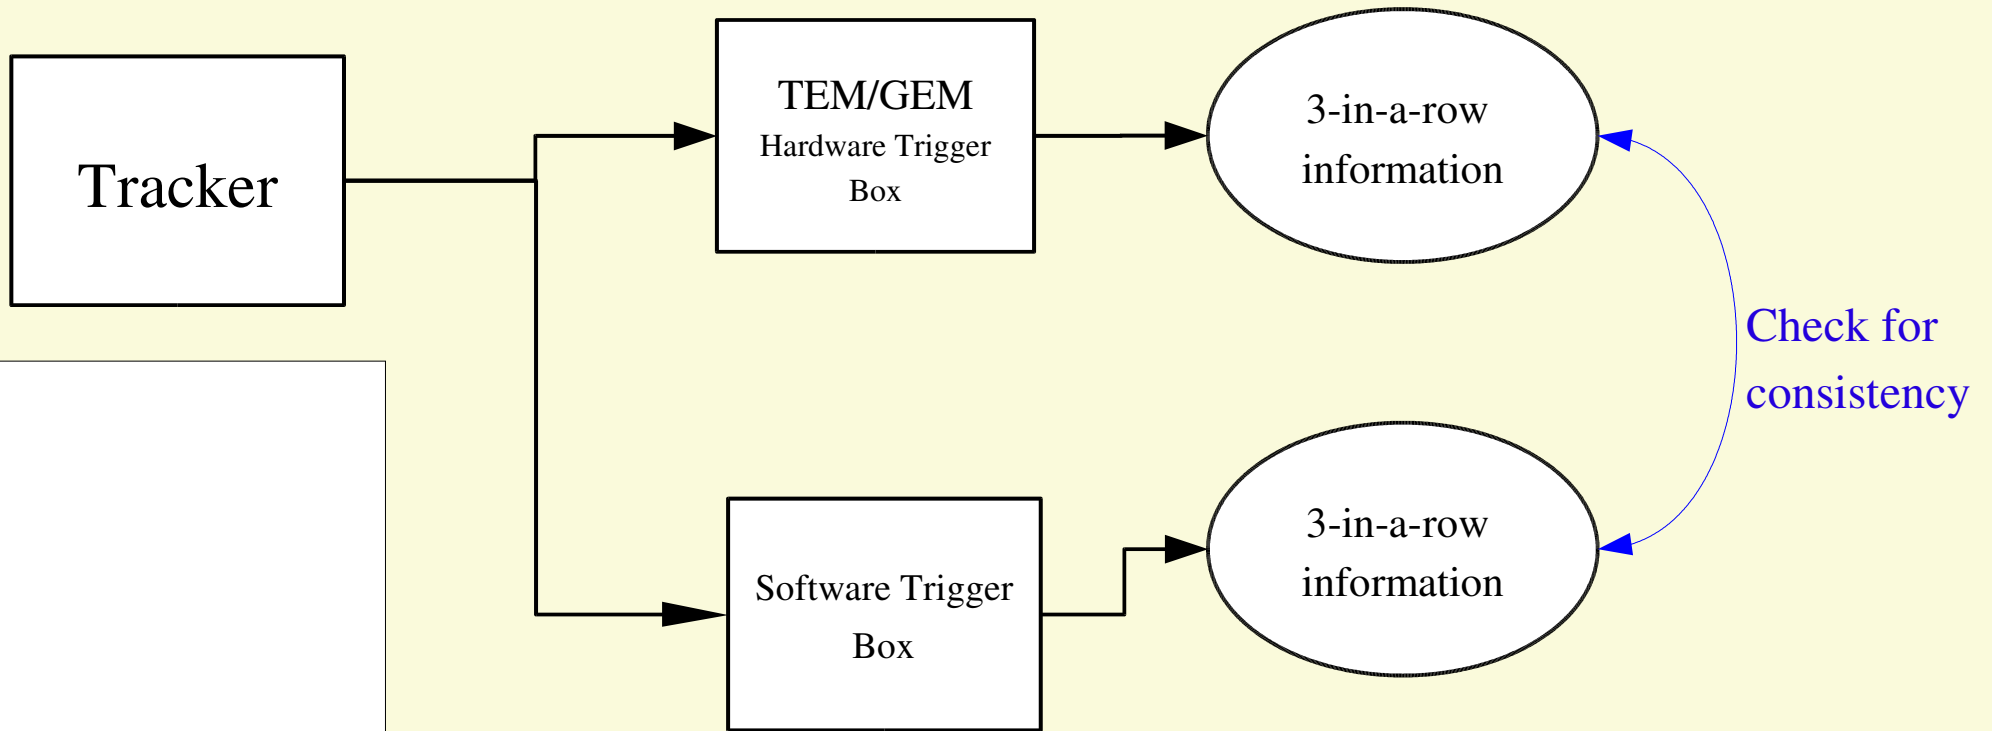 Tracker
TEM/GEM
Hardware Trigger
Box
3-in-a-row
information
Check for
consistency
Software Trigger
Box
3-in-a-row
information